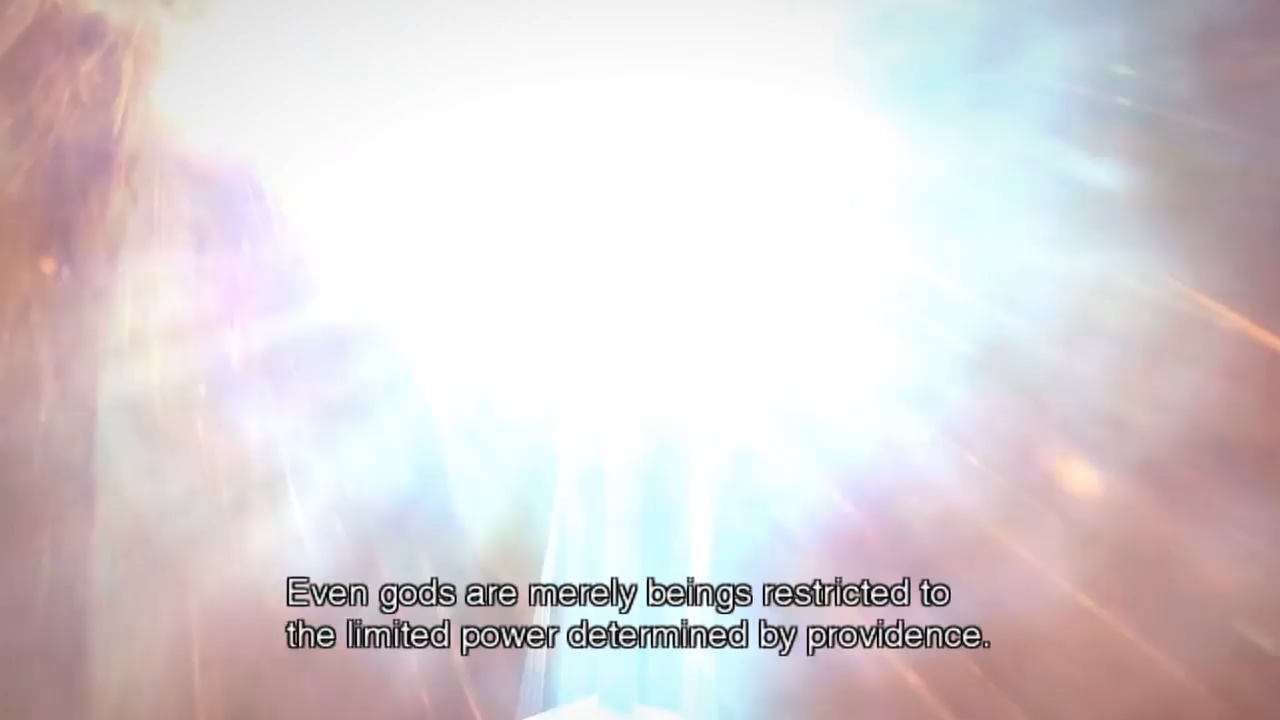 Even gods are merely beings restricted to
the limited power determined by providence.